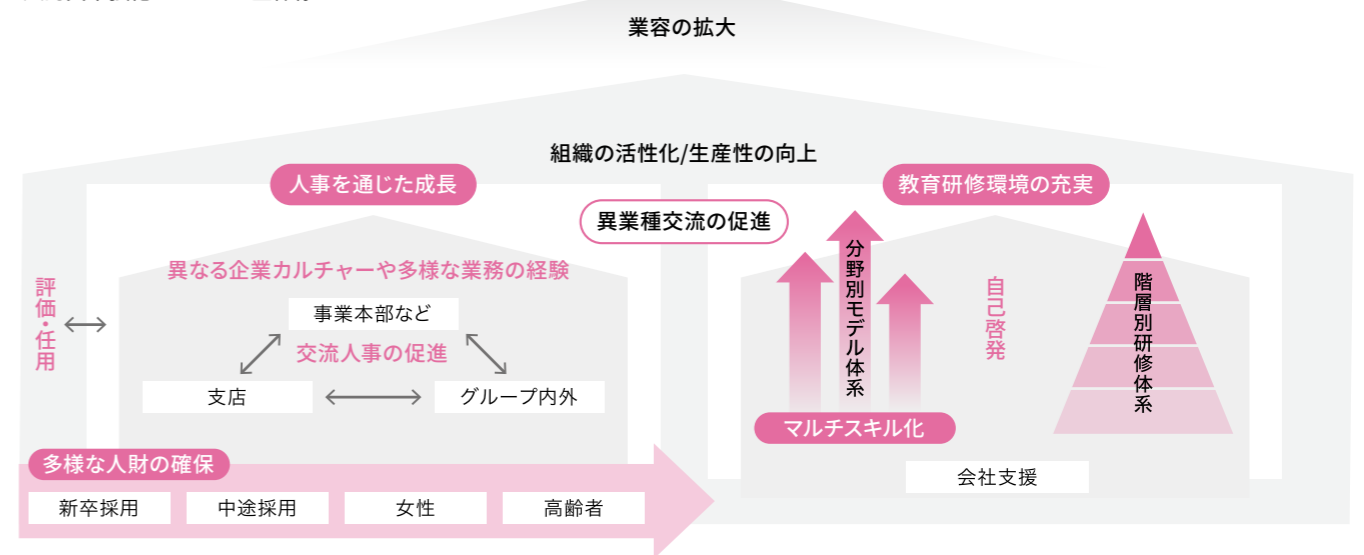 業容の拡大
組織の活性化/生産性の向上
人事を通じた成長
教育研修環境の充実
異業種交流の促進
異なる企業カルチャーや多様な業務の経験
評価・任用
事業本部など
交流人事の促進
支店
グループ内外
分野別モデル体系
自己啓発
階層別研修体系
マルチスキル化
会社支援
多様な人財の確保
新卒採用
中途採用
女性
高齢者